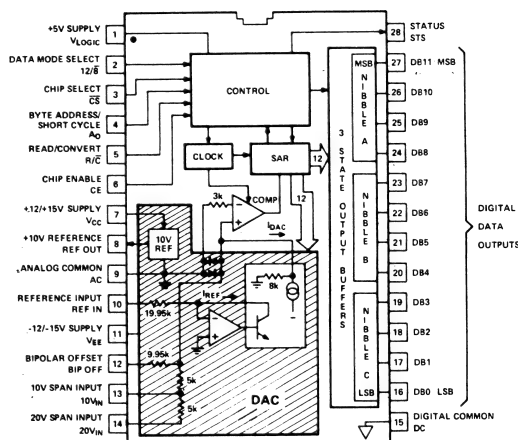 +5V SUPPLY
VLOGIC
1
DATA MODE SELECT
12/8̅
2
CHIP SELECT
C̅S̅
3
BYTE ADDRESS/
SHORT CYCLE
A0
4
READ/CONVERT
R/C̅
5
CHIP ENABLE
CE
6
+.12/+15V SUPPLY
VCC
7
+10V REFERENCE
REF OUT
8
ANALOG COMMON
AC
9
REFERENCE INPUT
REF IN
10
-12/-15V SUPPLY
VEE
11
BIPOLAR OFFSET
BIP OFF
12
10V SPAN INPUT
10VIN
13
20V SPAN INPUT
20VIN
14
CONTROL
CLOCK
SAR
12
12
3k
COMP
IDAC
10V
REF
8k
19.95k
IREF
9.95k
5k
5k
DAC
3 STATE OUTPUT BUFFERS
MSB
NIBBLE A
NIBBLE B
NIBBLE C
LSB
28
STATUS
STS
27
DB11 MSB
26
DB10
25
DB9
24
DB8
23
DB7
22
DB6
21
DB5
20
DB4
19
DB3
18
DB2
17
DB1
16
DB0 LSB
15
DIGITAL COMMON
DC
DIGITAL
DATA
OUTPUTS